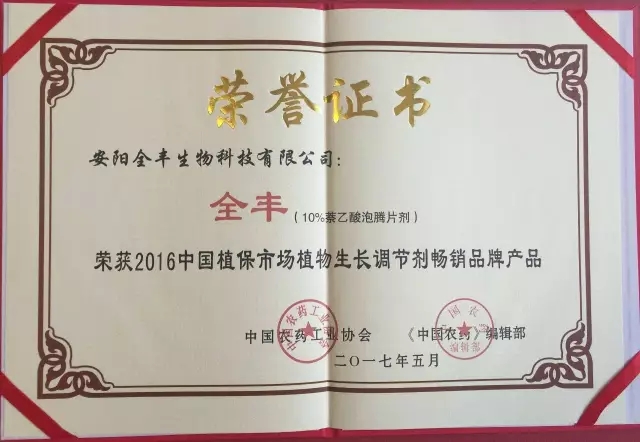 荣誉证书
安阳全丰生物科技有限公司：
全丰（10%萘乙酸泡腾片剂）
荣获2016中国植保市场植物生长调节剂畅销品牌产品
中国农药工业协会 《中国农药》编辑部
二〇一七年五月